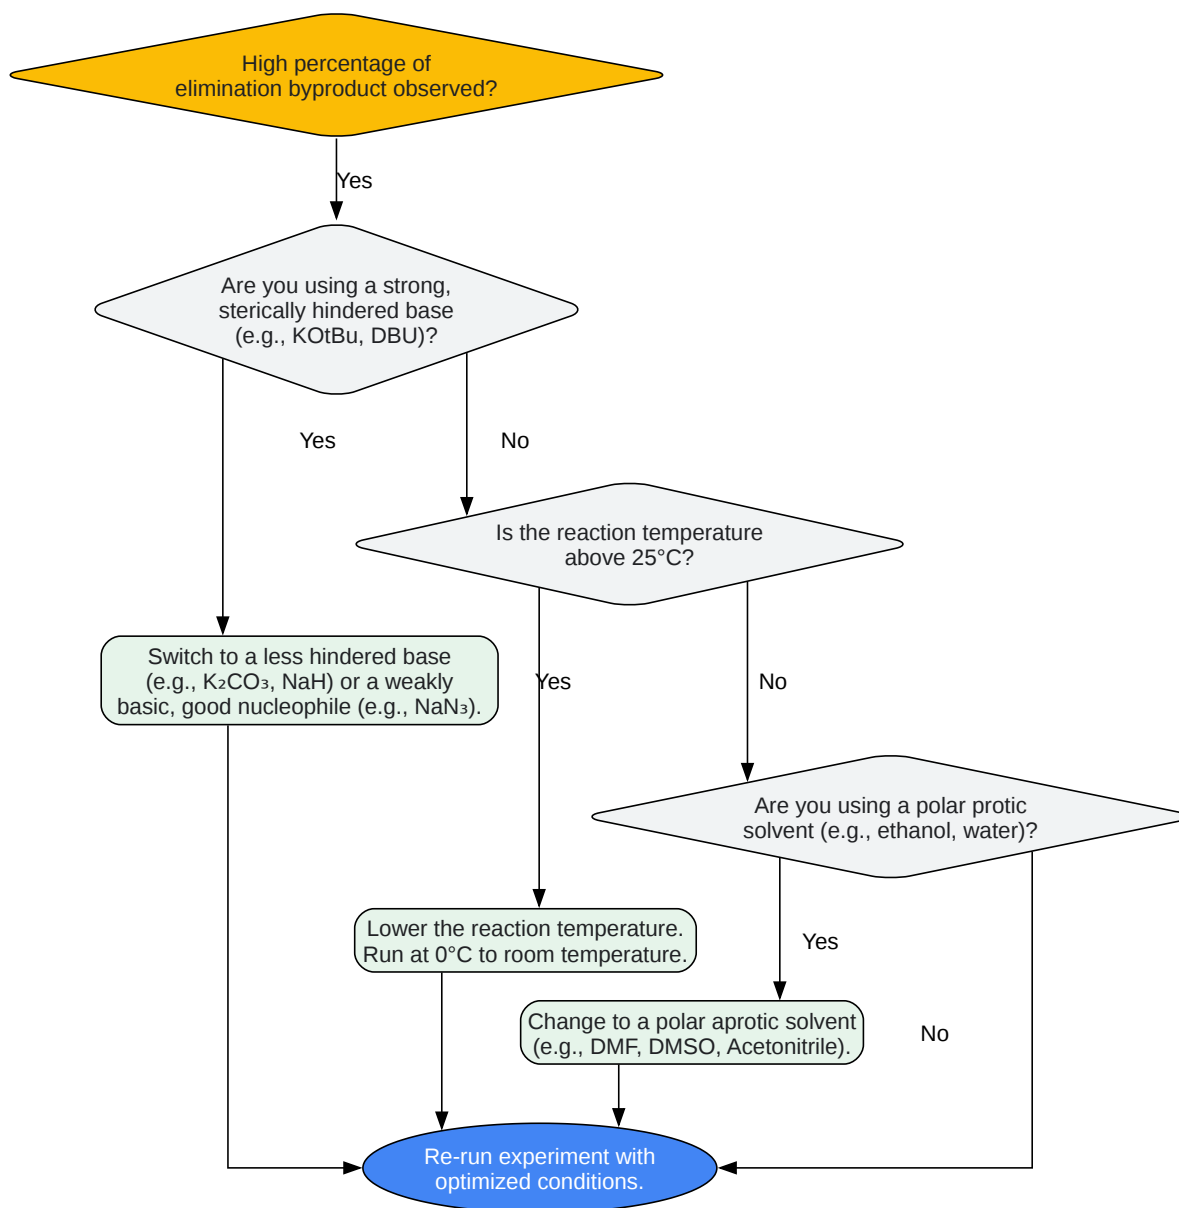 High percentage of
elimination byproduct observed?
Yes
Are you using a strong,
sterically hindered base
(e.g., KOtBu, DBU)?
Yes
No
Is the reaction temperature
above 25°C?
Switch to a less hindered base
(e.g., K₂CO₃, NaH) or a weakly
basic, good nucleophile (e.g., NaN₃).
Yes
No
Are you using a polar protic
solvent (e.g., ethanol, water)?
Lower the reaction temperature.
Run at 0°C to room temperature.
Yes
Change to a polar aprotic solvent
(e.g., DMF, DMSO, Acetonitrile).
No
Re-run experiment with
optimized conditions.